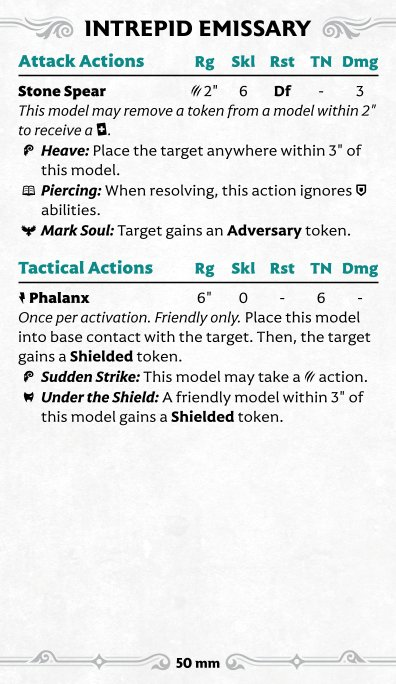 INTREPID EMISSARY
Attack Actions Rg Skl Rst TN Dmg
Stone Spear 2" 6 Df - 3
This model may remove a token from a model within 2"
to receive a .
Heave: Place the target anywhere within 3" of
this model.
Piercing: When resolving, this action ignores
abilities.
Mark Soul: Target gains an Adversary token.
Tactical Actions Rg Skl Rst TN Dmg
Phalanx 6" 0 - 6 -
Once per activation. Friendly only. Place this model
into base contact with the target. Then, the target
gains a Shielded token.
Sudden Strike: This model may take a action.
Under the Shield: A friendly model within 3" of
this model gains a Shielded token.
50 mm